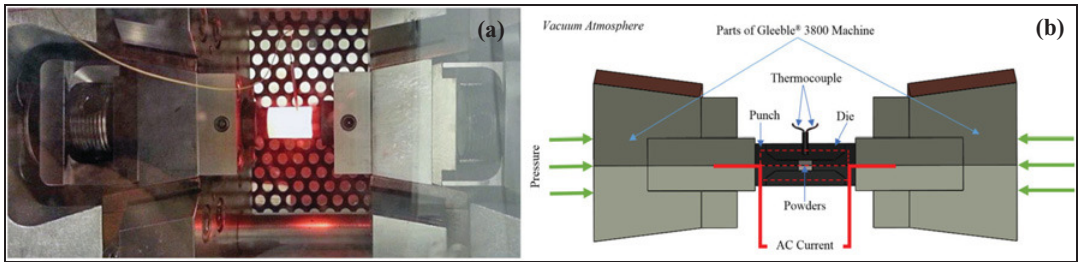 (a)
Vacuum Atmosphere
(b)
Parts of Gleeble® 3800 Machine
Thermocouple
Punch
Die
Pressure
Powders
AC Current